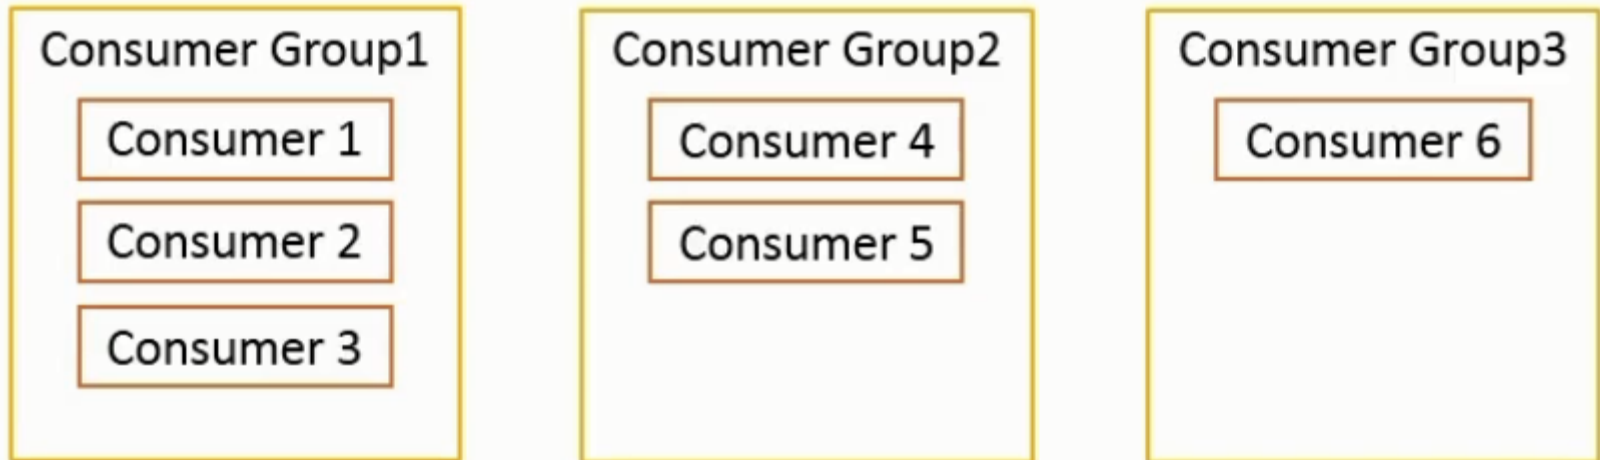 Consumer Group1
Consumer 1
Consumer 2
Consumer 3
Consumer Group2
Consumer 4
Consumer 5
Consumer Group3
Consumer 6